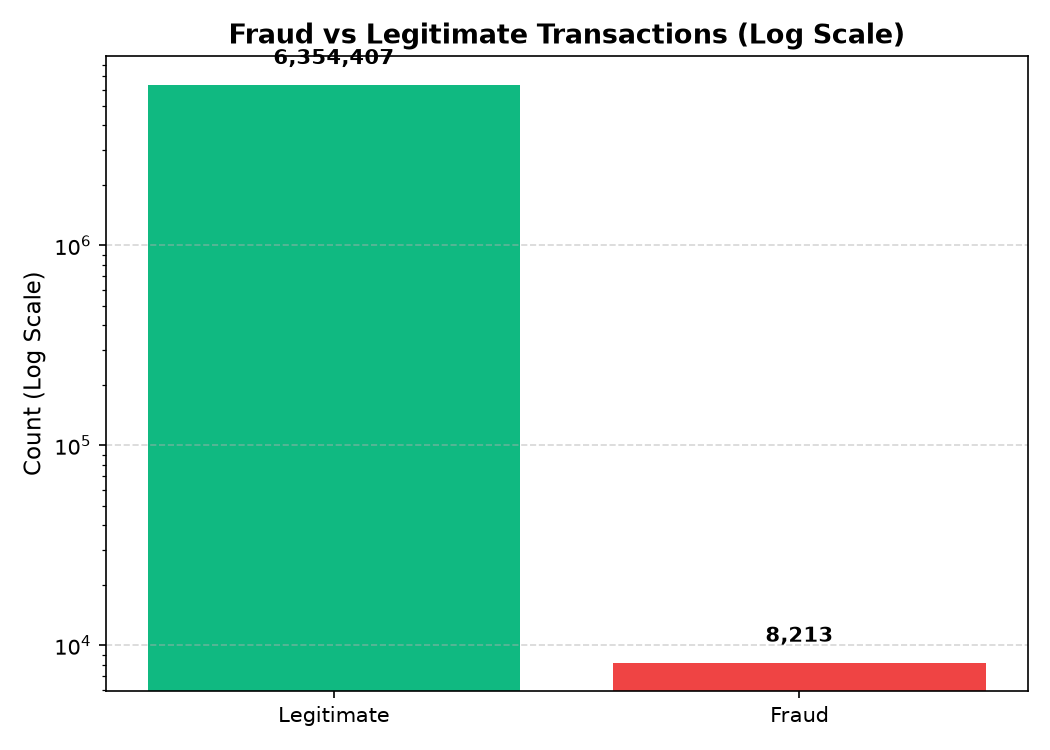 Fraud vs Legitimate Transactions (Log Scale)
6,354,407
10⁶
10⁵
10⁴
Count (Log Scale)
8,213
Legitimate
Fraud